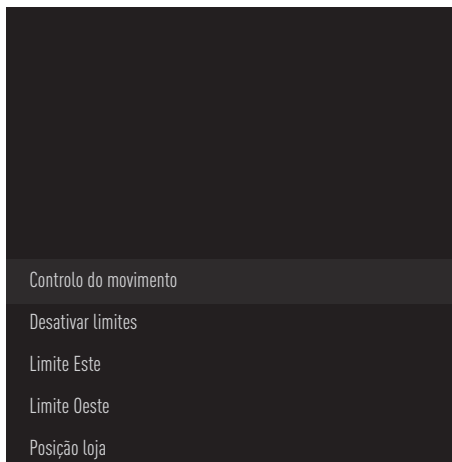 Controlo do movimento
Desativar limites
Limite Este
Limite Oeste
Posição loja